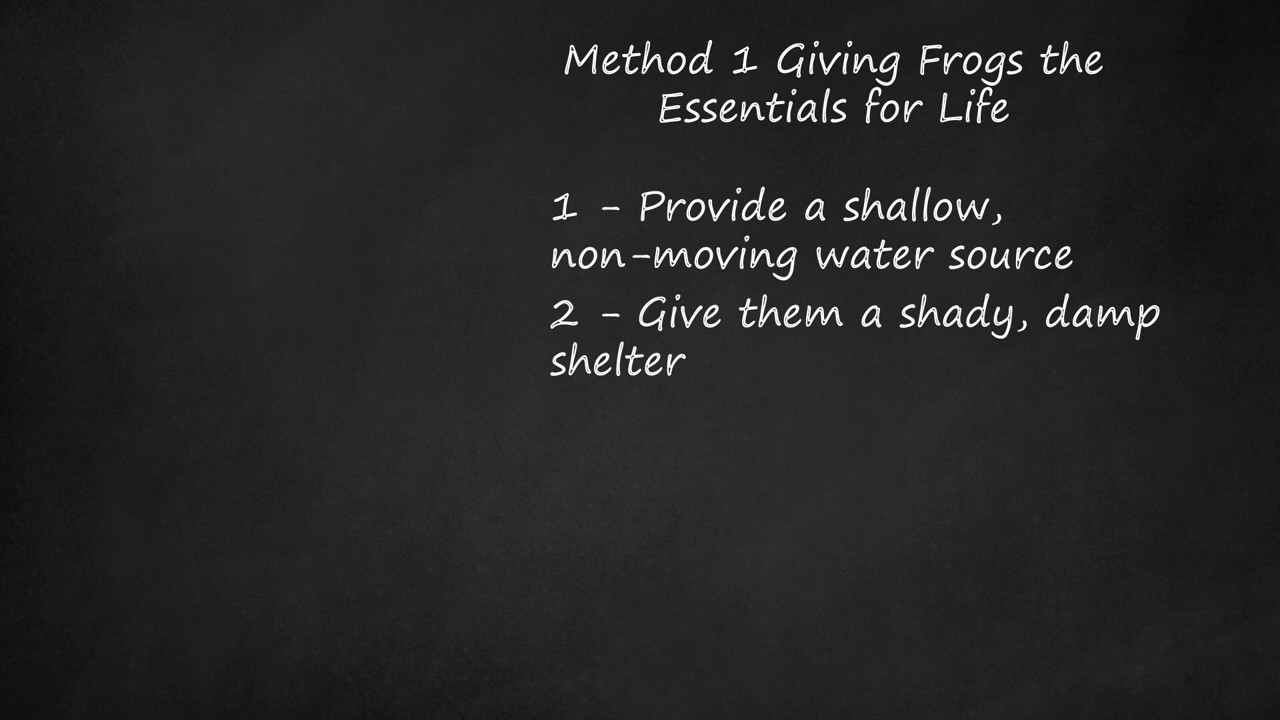 Method 1 Giving Frogs the
Essentials for Life
1 - Provide a shallow,
non-moving water source
2 - Give them a shady, damp
shelter